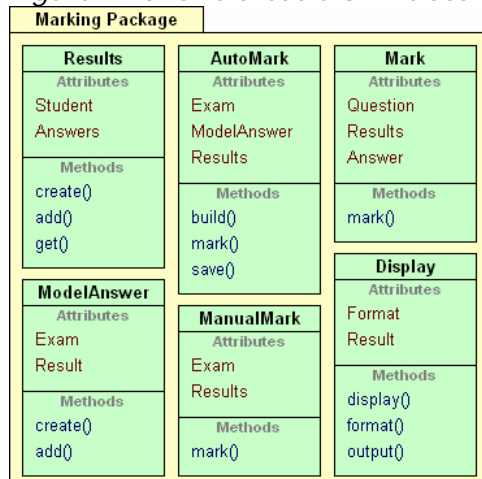 Marking Package
Results
Attributes
Student
Answers
Methods
create()
add()
get()
AutoMark
Attributes
Exam
ModelAnswer
Results
Methods
build()
mark()
save()
Mark
Attributes
Question
Results
Answer
Methods
mark()
ModelAnswer
Attributes
Exam
Result
Methods
create()
add()
ManualMark
Attributes
Exam
Results
Methods
mark()
Display
Attributes
Format
Result
Methods
display()
format()
output()